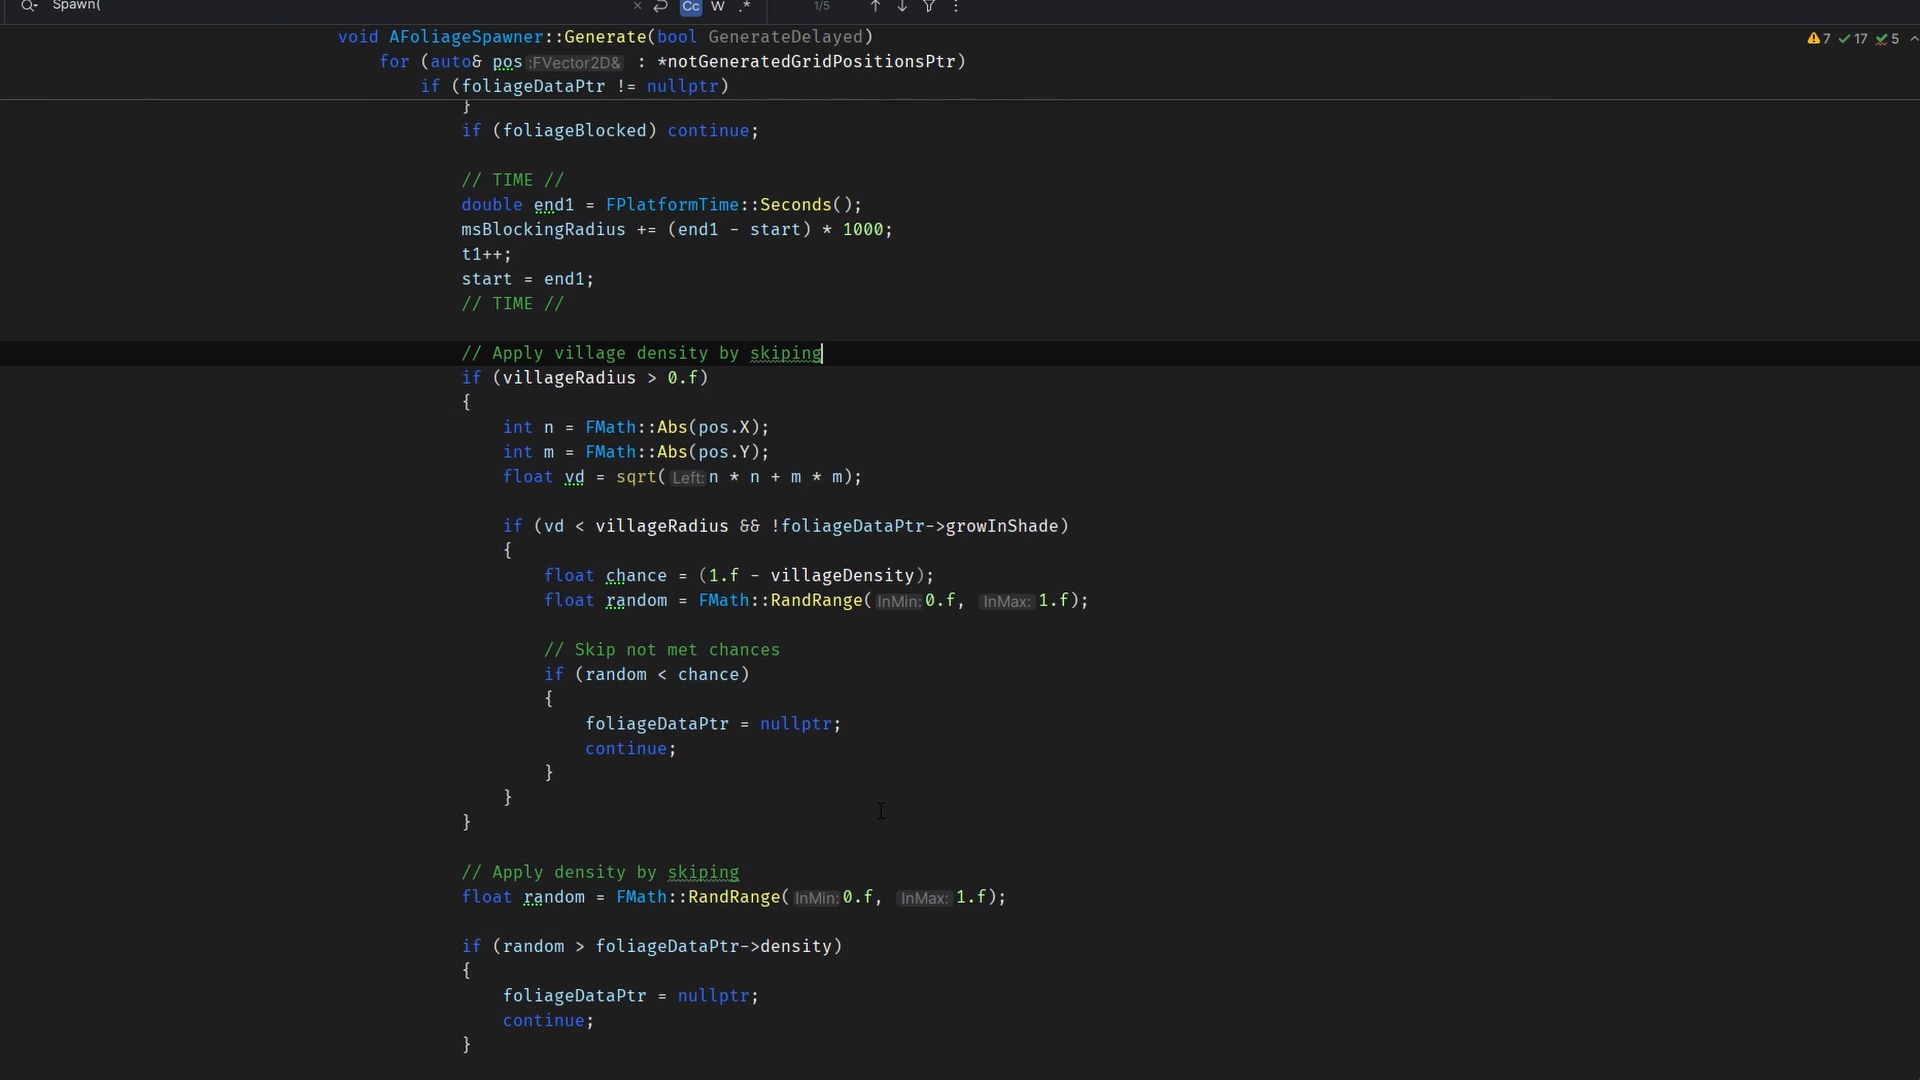 Spawn(
Cc W .* 1/5
void AFoliageSpawner::Generate(bool GenerateDelayed)
7 17 5
for (auto& pos :FVector2D& : *notGeneratedGridPositionsPtr)
if (foliageDataPtr != nullptr)
}
if (foliageBlocked) continue;
// TIME //
double end1 = FPlatformTime::Seconds();
msBlockingRadius += (end1 - start) * 1000;
t1++;
start = end1;
// TIME //
// Apply village density by skiping
if (villageRadius > 0.f)
{
int n = FMath::Abs(pos.X);
int m = FMath::Abs(pos.Y);
float vd = sqrt( Left: n * n + m * m);
if (vd < villageRadius && !foliageDataPtr->growInShade)
{
float chance = (1.f - villageDensity);
float random = FMath::RandRange( InMin: 0.f, InMax: 1.f);
// Skip not met chances
if (random < chance)
{
foliageDataPtr = nullptr;
continue;
}
}
}
// Apply density by skiping
float random = FMath::RandRange( InMin: 0.f, InMax: 1.f);
if (random > foliageDataPtr->density)
{
foliageDataPtr = nullptr;
continue;
}